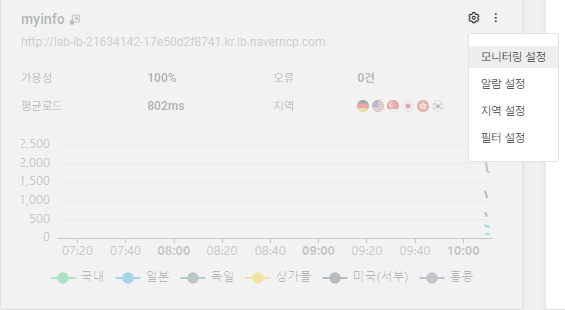 myinfo
http://lab-lb-21634142-17e50d2f8741.kr.lb.naverncp.com
모니터링 설정
알람 설정
지역 설정
필터 설정
가용성 100% 오류 0건
평균로드 802ms 지역
2,500
2,000
1,500
1,000
500
0
07:20 07:40 08:00 08:20 08:40 09:00 09:20 09:40 10:00
국내 일본 독일 싱가폴 미국(서부) 홍콩